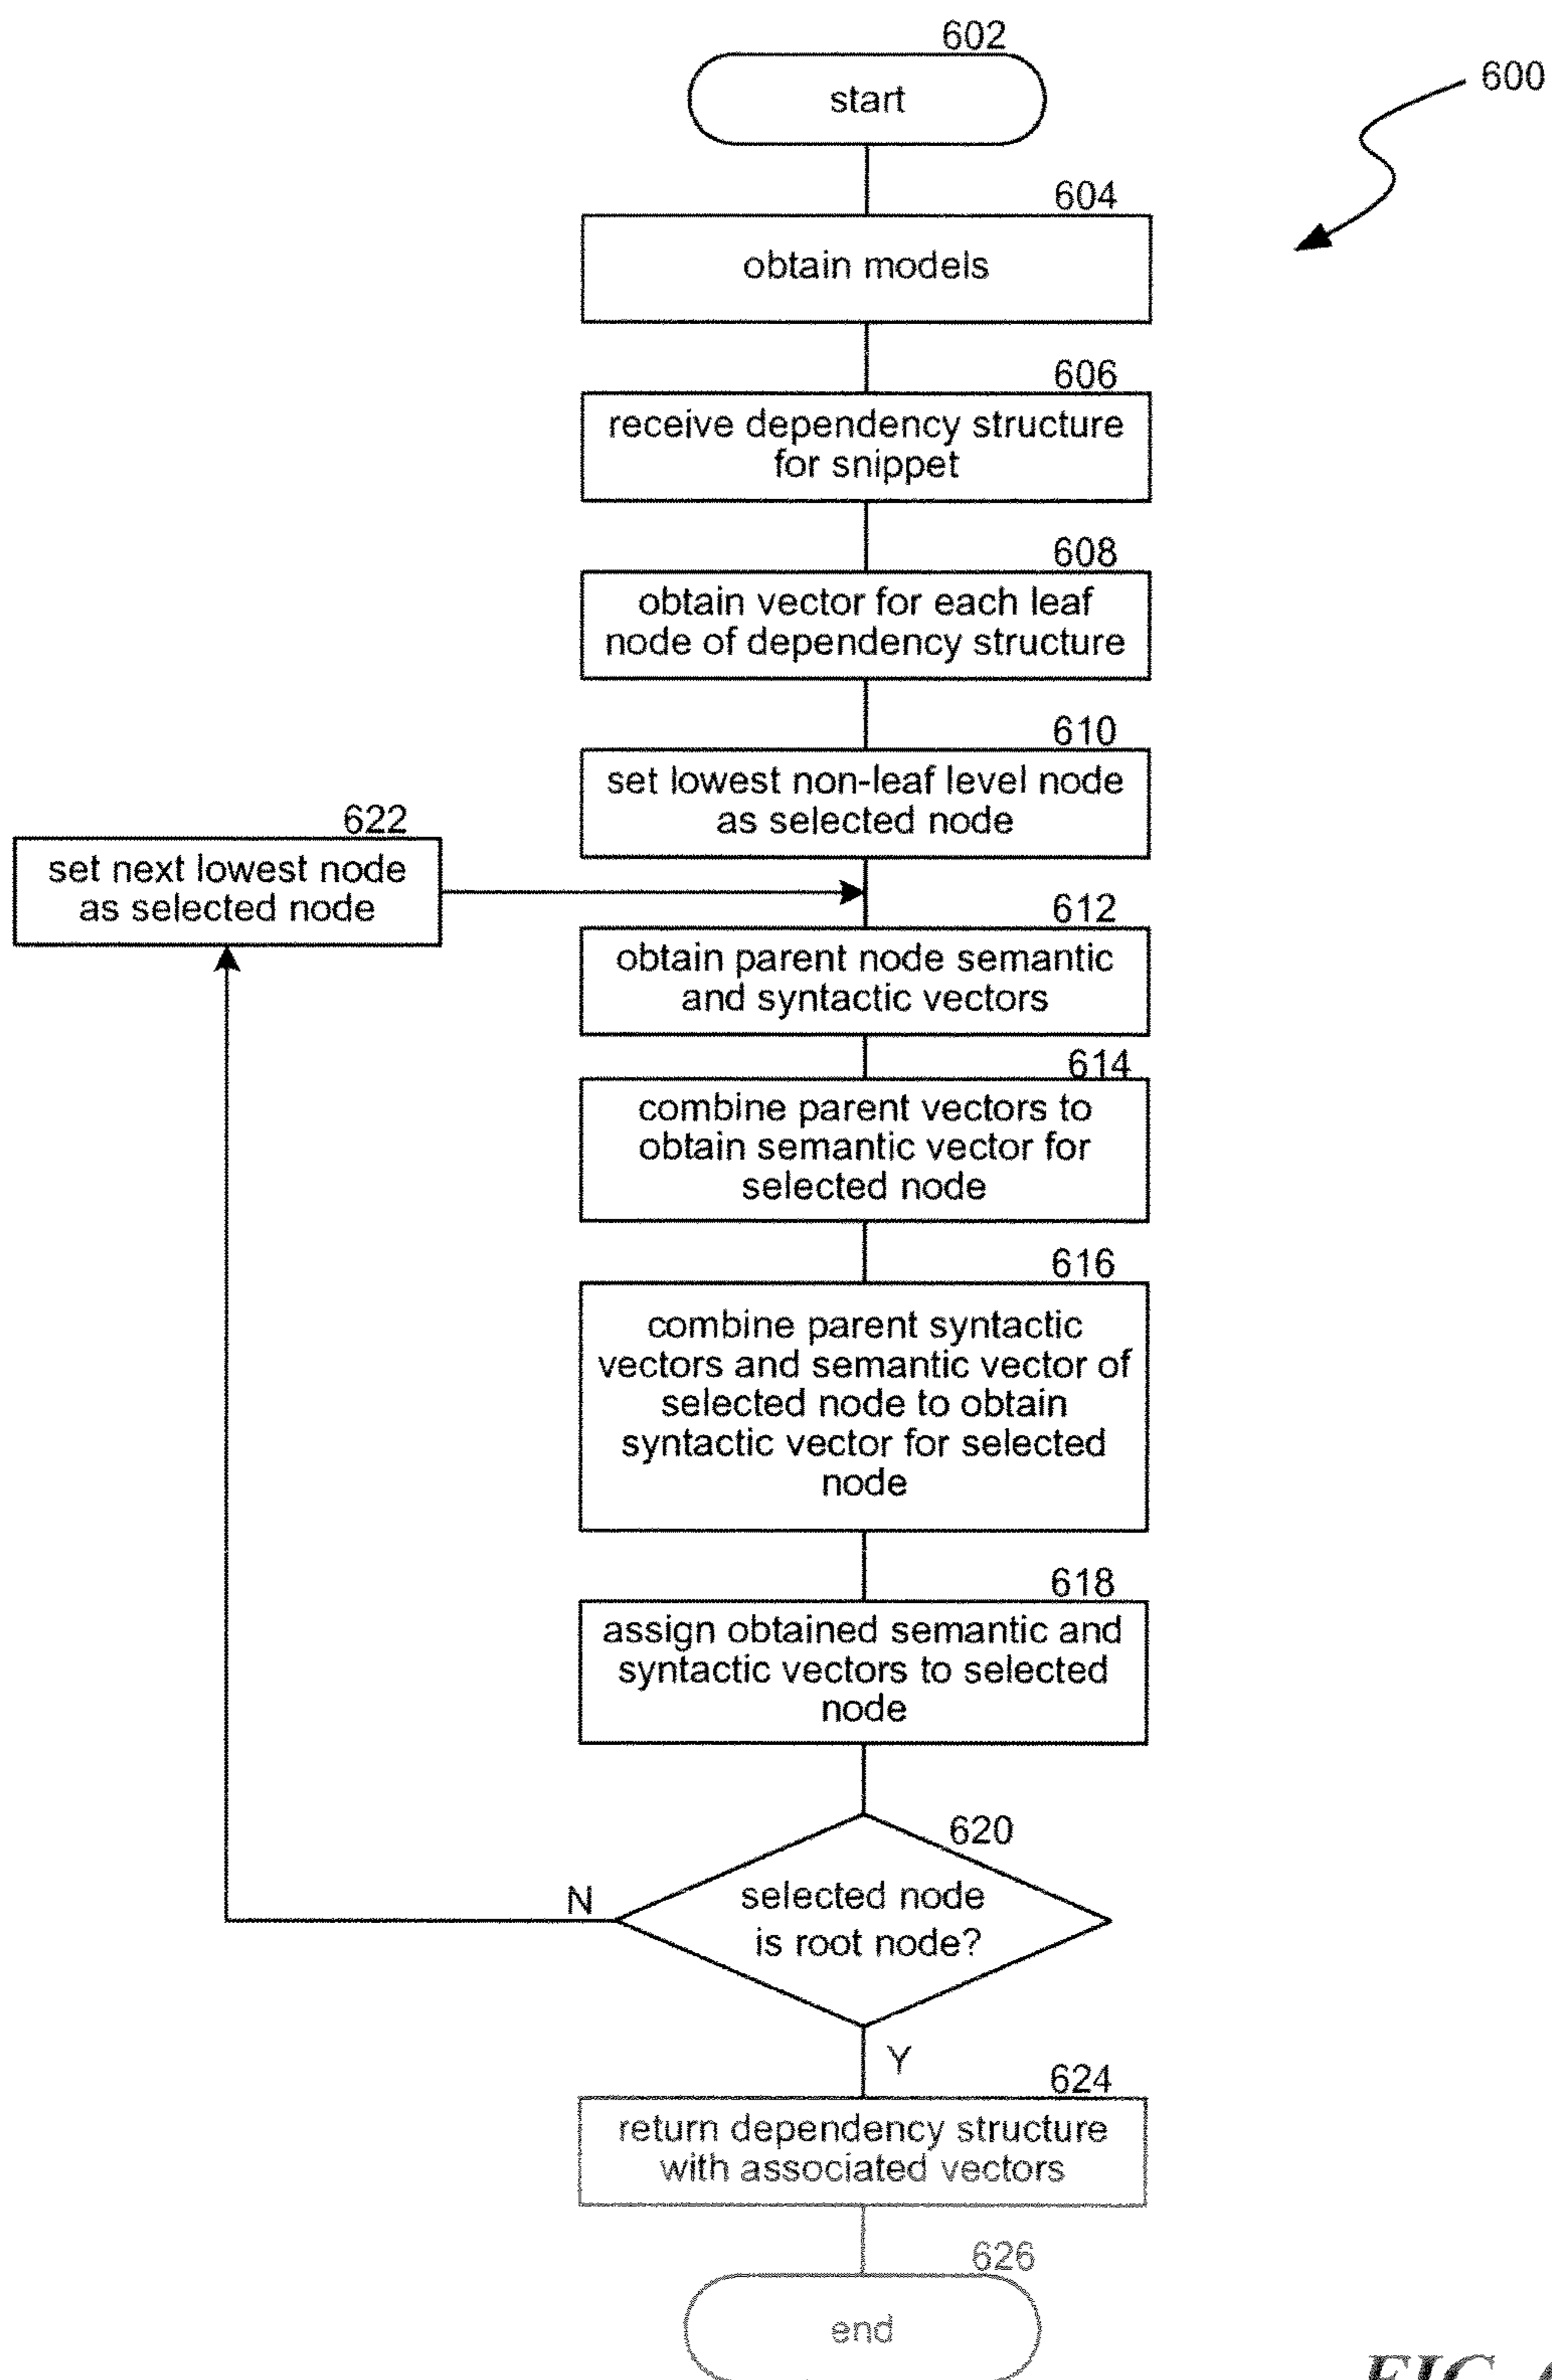 602
start
600
604
obtain models
606
receive dependency structure
for snippet
608
obtain vector for each leaf
node of dependency structure
610
set lowest non-leaf level node
as selected node
622
set next lowest node
as selected node
612
obtain parent node semantic
and syntactic vectors
614
combine parent vectors to
obtain semantic vector for
selected node
616
combine parent syntactic
vectors and semantic vector of
selected node to obtain
syntactic vector for selected
node
618
assign obtained semantic and
syntactic vectors to selected
node
620
selected node
is root node?
N
Y
624
return dependency structure
with associated vectors
626
end
FIG.